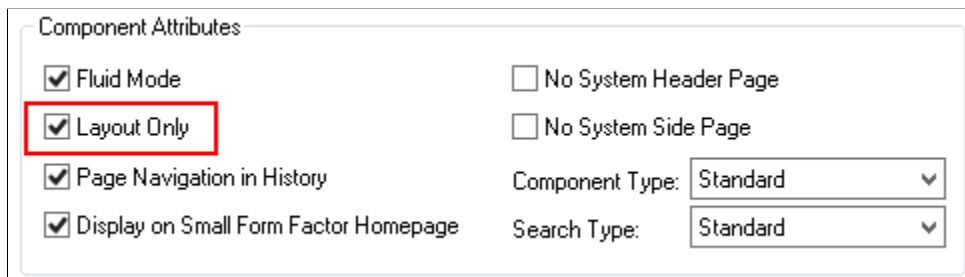 Component Attributes
Fluid Mode
No System Header Page
Layout Only
No System Side Page
Page Navigation in History
Component Type: Standard
Display on Small Form Factor Homepage
Search Type: Standard